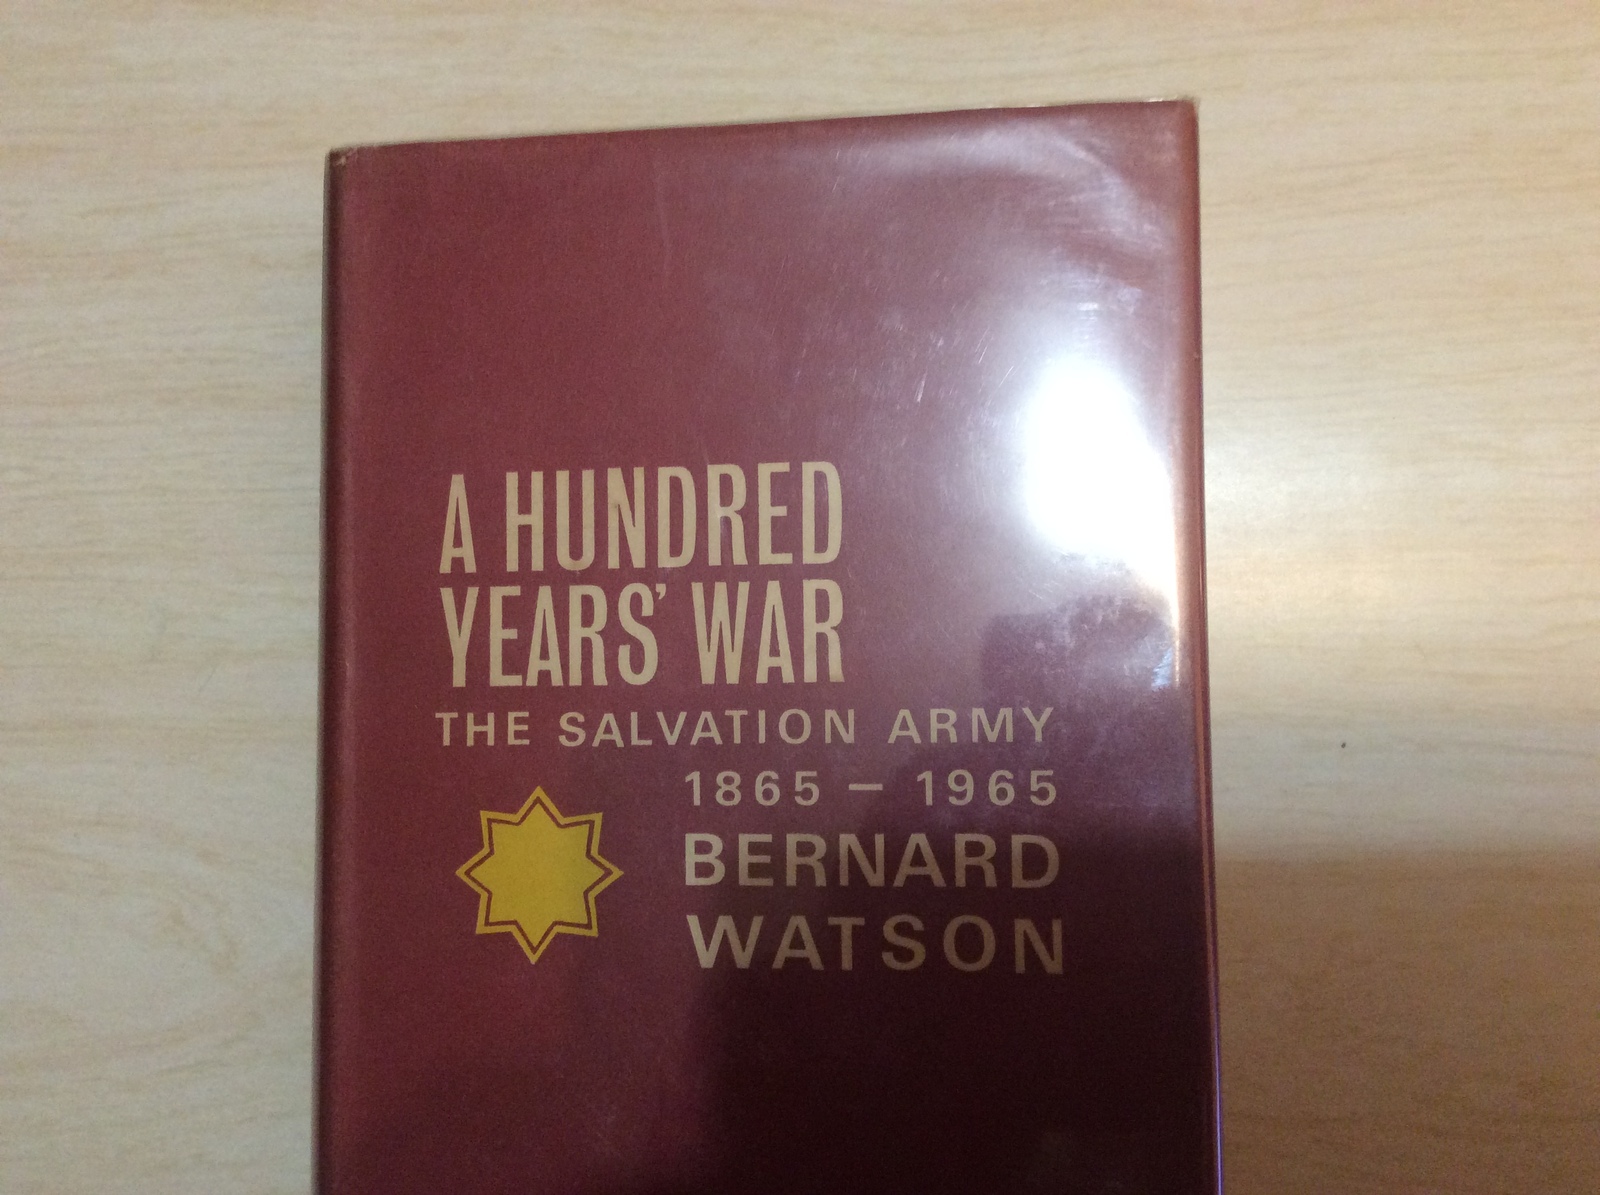 A HUNDRED
YEARS' WAR
THE SALVATION ARMY
1865 – 1965
BERNARD
WATSON